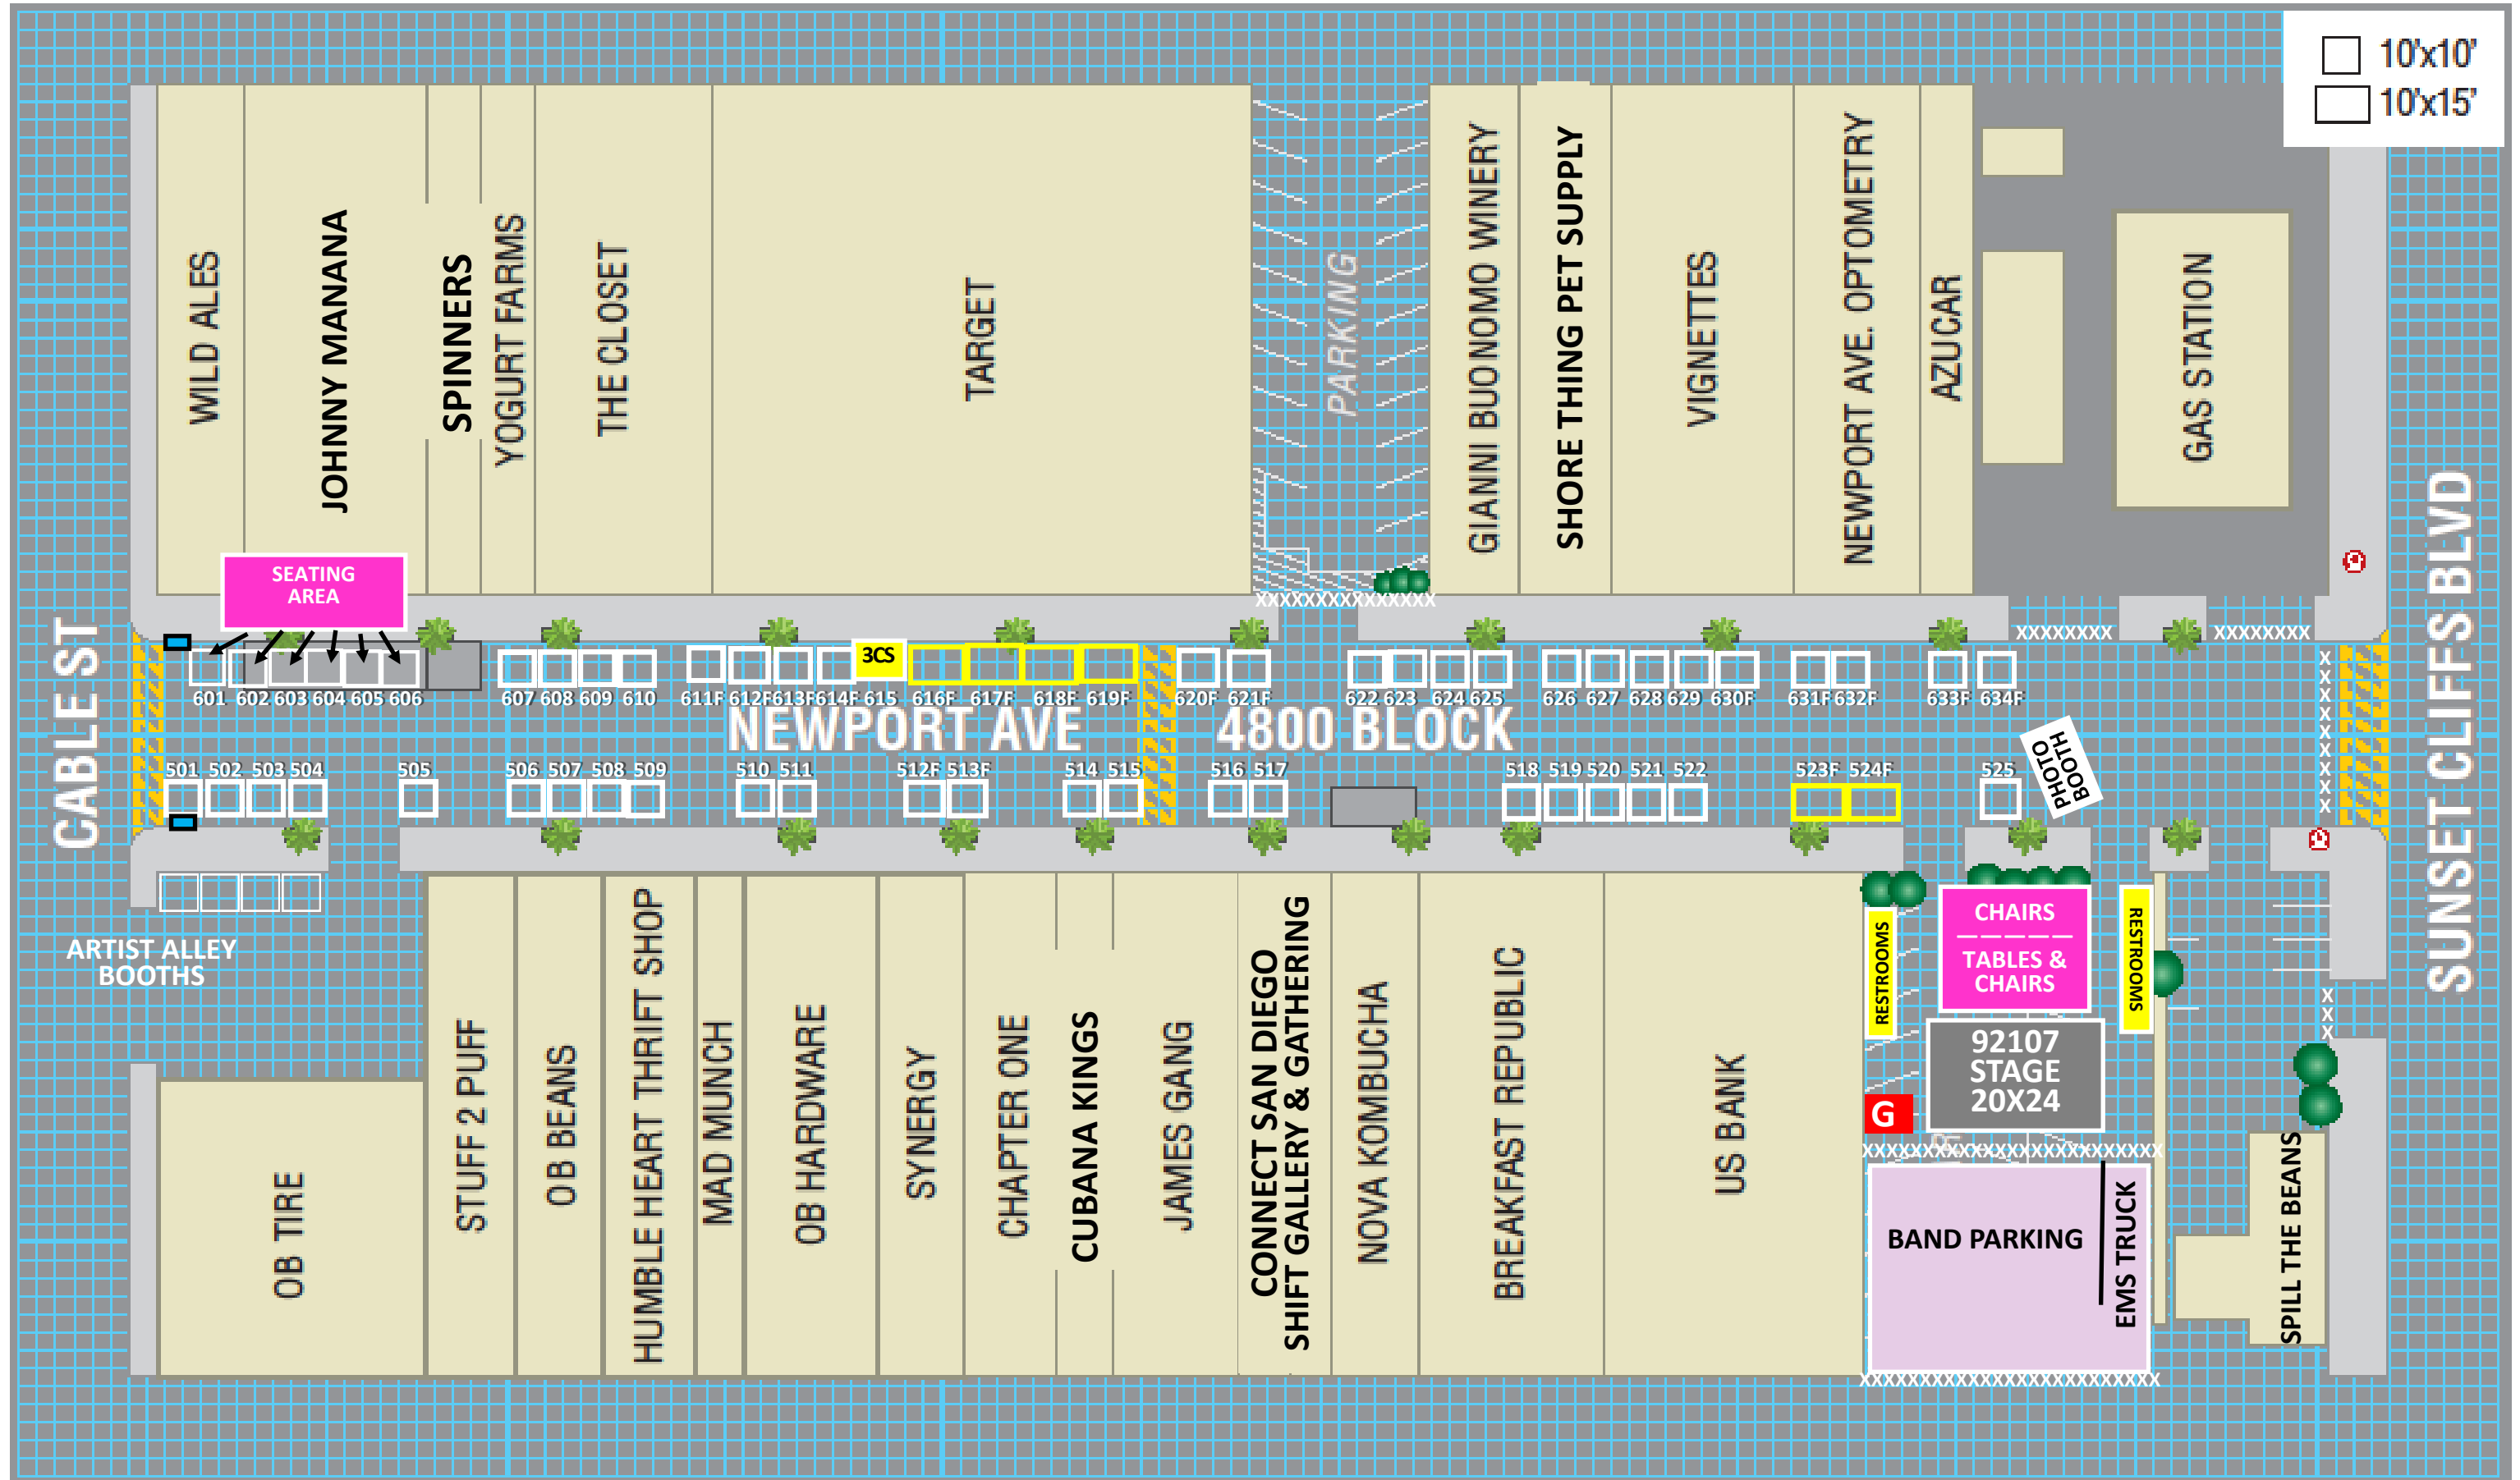 10'x10'
10'x15'
WILD ALES
JOHNNY MANANA
SPINNERS
YOGURT FARMS
THE CLOSET
TARGET
PARKING
GIANNI BUONOMO WINERY
SHORE THING PET SUPPLY
VIGNETTES
NEWPORT AVE. OPTOMETRY
AZUCAR
GAS STATION
SEATING
AREA
XXXXXXXXXXXXXXX
XXXXXXXX
XXXXXXXX
3CS
601 602 603 604 605 606 607 608 609 610 611F 612F 613F 614F 615 616F 617F 618F 619F 620F 621F 622 623 624 625 626 627 628 629 630F 631F 632F 633F 634F
CABLE ST
NEWPORT AVE 4800 BLOCK
SUNSET CLIFFS BLVD
XXXXXXXXX
PHOTO
BOOTH
501 502 503 504 505 506 507 508 509 510 511 512F 513F 514 515 516 517 518 519 520 521 522 523F 524F 525
ARTIST ALLEY
BOOTHS
OB TIRE
STUFF 2 PUFF
OB BEANS
HUMBLE HEART THRIFT SHOP
MAD MUNCH
OB HARDWARE
SYNERGY
CHAPTER ONE
CUBANA KINGS
JAMES GANG
CONNECT SAN DIEGO
SHIFT GALLERY & GATHERING
NOVA KOMBUCHA
BREAKFAST REPUBLIC
US BANK
RESTROOMS
CHAIRS
—————
TABLES &
CHAIRS
RESTROOMS
92107
STAGE
20X24
G
XXX
XXXXXXXXXXXXXXXXXXXXXXXXX
BAND PARKING
EMS TRUCK
SPILL THE BEANS
XXXXXXXXXXXXXXXXXXXXXXXXX